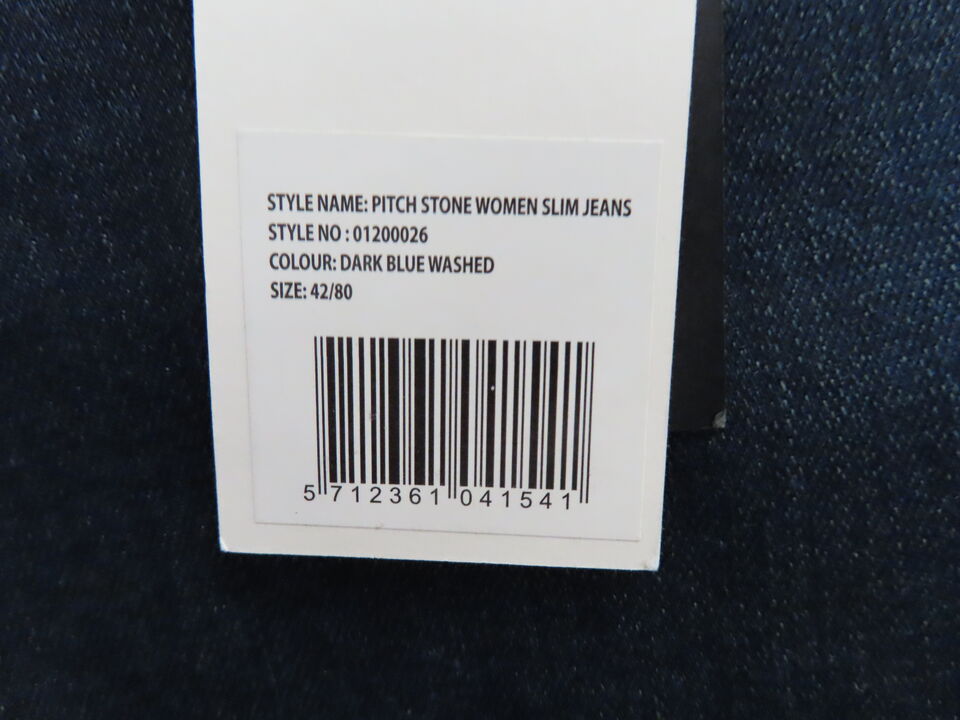 STYLE NAME: PITCH STONE WOMEN SLIM JEANS
STYLE NO : 01200026
COLOUR: DARK BLUE WASHED
SIZE: 42/80
5 712361 041541